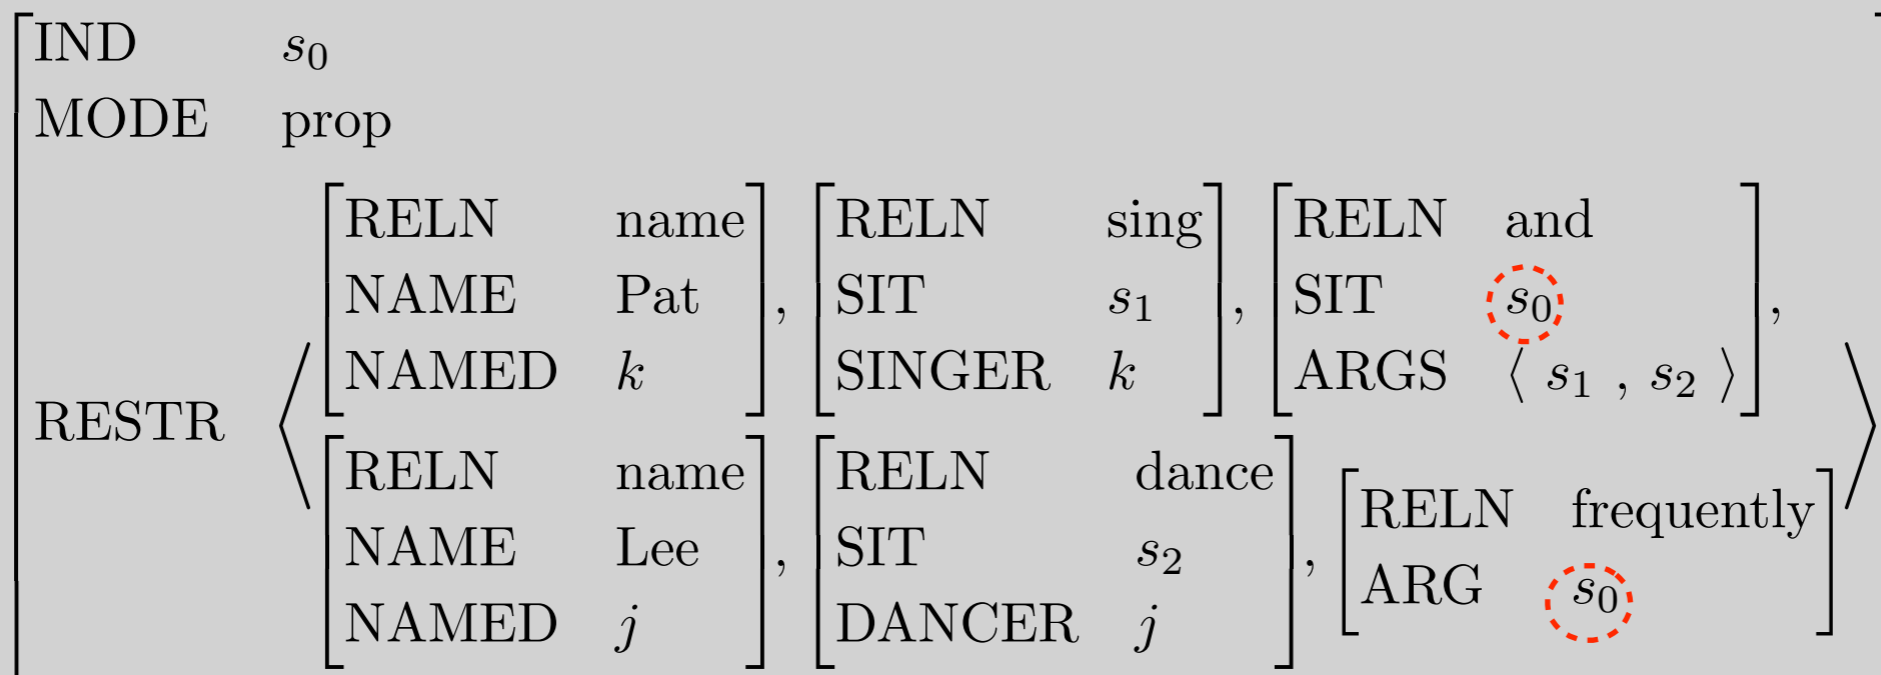 IND s₀
MODE prop
RELN name RELN sing RELN and
NAME Pat , SIT s₁ , SIT s₀ ,
NAMED k SINGER k ARGS ⟨ s₁ , s₂ ⟩
RESTR ⟨ ⟩
RELN name RELN dance RELN frequently
NAME Lee , SIT s₂ , ARG s₀
NAMED j DANCER j